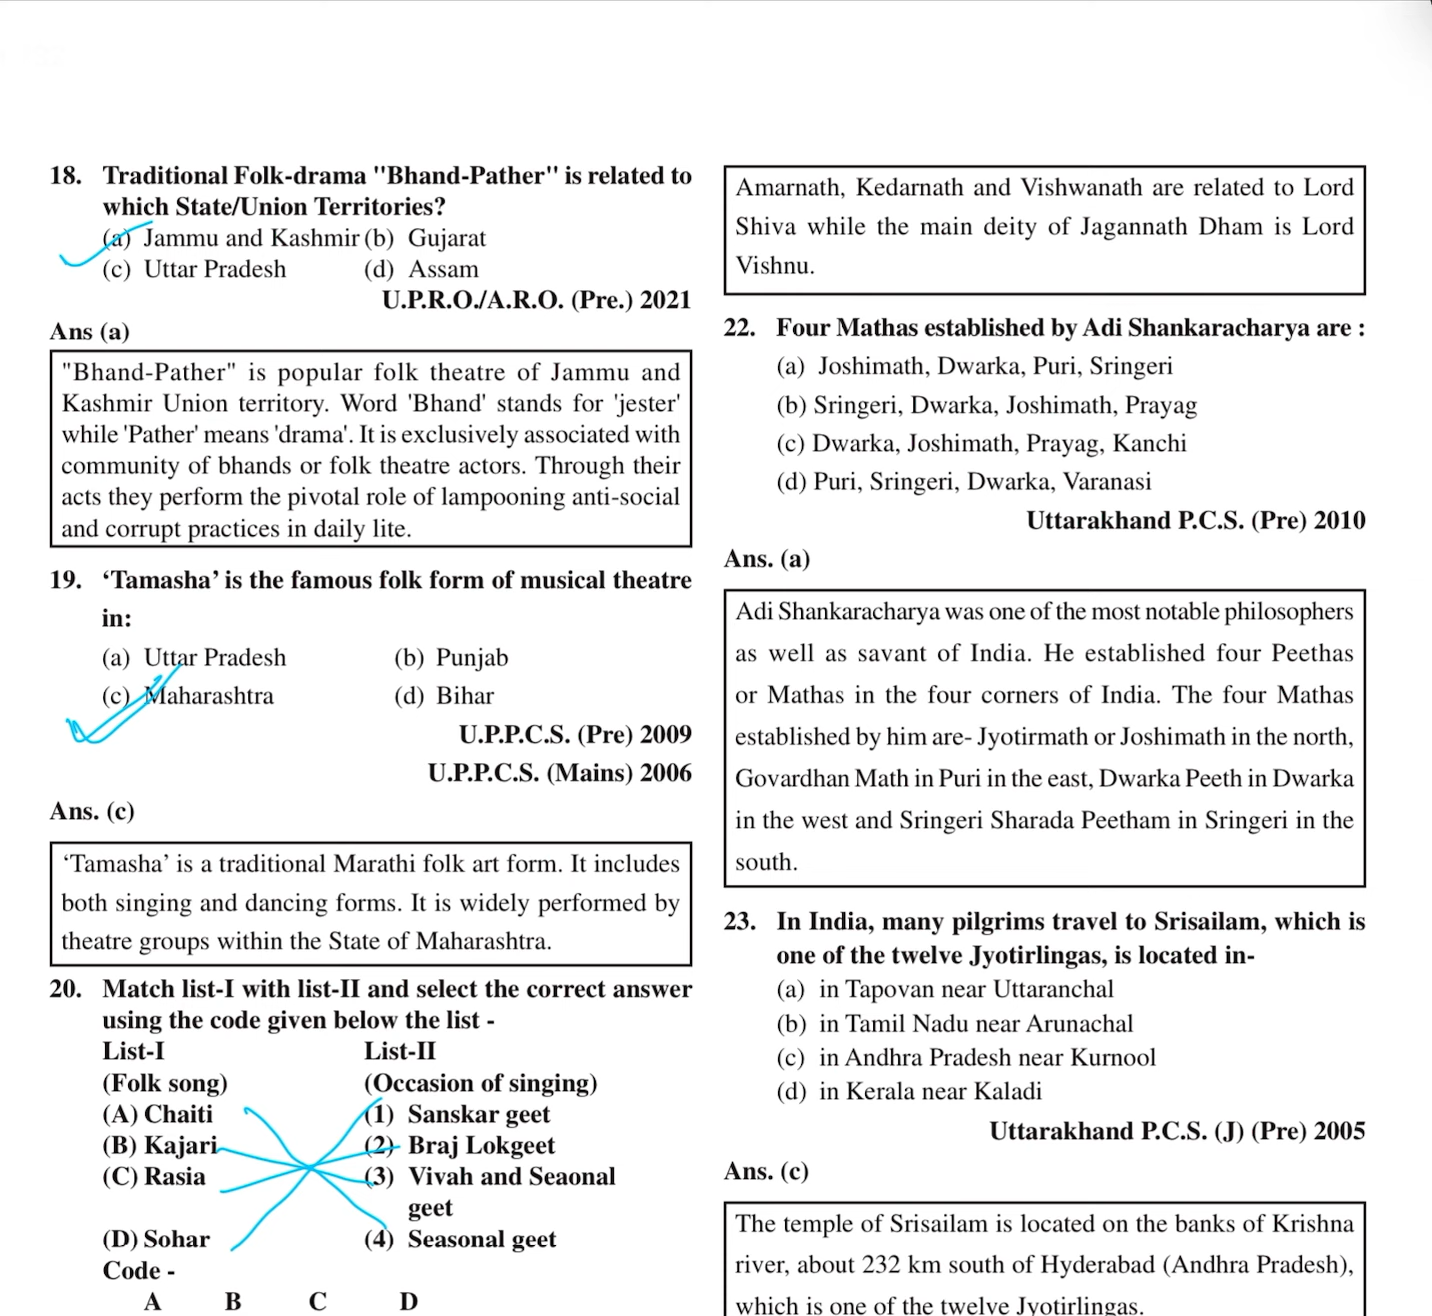 18. Traditional Folk-drama "Bhand-Pather" is related to
which State/Union Territories?
(a) Jammu and Kashmir (b) Gujarat
(c) Uttar Pradesh (d) Assam
U.P.R.O./A.R.O. (Pre.) 2021
Ans (a)
"Bhand-Pather" is popular folk theatre of Jammu and
Kashmir Union territory. Word 'Bhand' stands for 'jester'
while 'Pather' means 'drama'. It is exclusively associated with
community of bhands or folk theatre actors. Through their
acts they perform the pivotal role of lampooning anti-social
and corrupt practices in daily lite.
19. ‘Tamasha’ is the famous folk form of musical theatre
in:
(a) Uttar Pradesh (b) Punjab
(c) Maharashtra (d) Bihar
U.P.P.C.S. (Pre) 2009
U.P.P.C.S. (Mains) 2006
Ans. (c)
‘Tamasha’ is a traditional Marathi folk art form. It includes
both singing and dancing forms. It is widely performed by
theatre groups within the State of Maharashtra.
20. Match list-I with list-II and select the correct answer
using the code given below the list -
List-I List-II
(Folk song) (Occasion of singing)
(A) Chaiti (1) Sanskar geet
(B) Kajari (2) Braj Lokgeet
(C) Rasia (3) Vivah and Seaonal
geet
(D) Sohar (4) Seasonal geet
Code -
A B C D
Amarnath, Kedarnath and Vishwanath are related to Lord
Shiva while the main deity of Jagannath Dham is Lord
Vishnu.
22. Four Mathas established by Adi Shankaracharya are :
(a) Joshimath, Dwarka, Puri, Sringeri
(b) Sringeri, Dwarka, Joshimath, Prayag
(c) Dwarka, Joshimath, Prayag, Kanchi
(d) Puri, Sringeri, Dwarka, Varanasi
Uttarakhand P.C.S. (Pre) 2010
Ans. (a)
Adi Shankaracharya was one of the most notable philosophers
as well as savant of India. He established four Peethas
or Mathas in the four corners of India. The four Mathas
established by him are- Jyotirmath or Joshimath in the north,
Govardhan Math in Puri in the east, Dwarka Peeth in Dwarka
in the west and Sringeri Sharada Peetham in Sringeri in the
south.
23. In India, many pilgrims travel to Srisailam, which is
one of the twelve Jyotirlingas, is located in-
(a) in Tapovan near Uttaranchal
(b) in Tamil Nadu near Arunachal
(c) in Andhra Pradesh near Kurnool
(d) in Kerala near Kaladi
Uttarakhand P.C.S. (J) (Pre) 2005
Ans. (c)
The temple of Srisailam is located on the banks of Krishna
river, about 232 km south of Hyderabad (Andhra Pradesh),
which is one of the twelve Jyotirlingas.